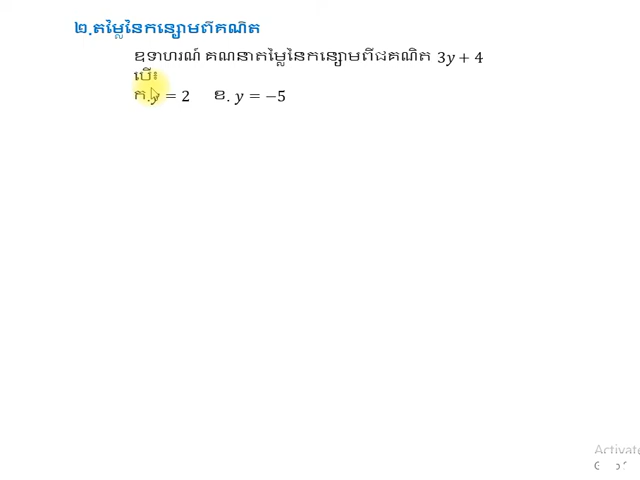 ២.តម្លៃនៃកន្សោមពីគណិត
ឧទាហរណ៍ គណនាតម្លៃនៃកន្សោមពីជគណិត 3y + 4
បើ៖
ក.y = 2 ខ. y = −5
Activate